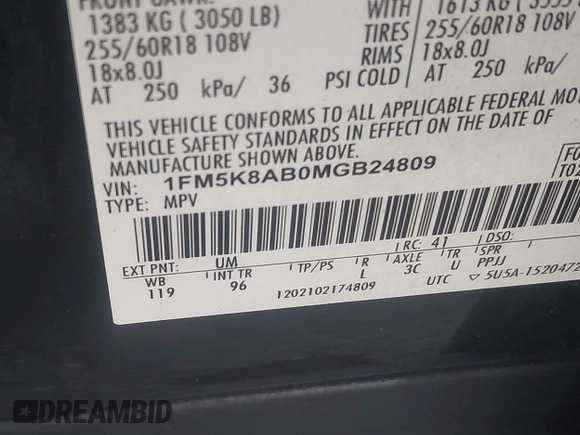 1383 KG ( 3050 LB) WITH 1613 KG
255/60R18 108V TIRES 255/60R18 108V
18x8.0J RIMS 18x8.0J
AT 250 kPa/ 36 PSI COLD AT 250 kPa/
THIS VEHICLE CONFORMS TO ALL APPLICABLE FEDERAL MO
VEHICLE SAFETY STANDARDS IN EFFECT ON THE DATE OF
MANUFACTURE SHOWN ABOVE.
VIN: 1FM5K8AB0MGB24809
TYPE: MPV
EXT PNT: UM RC: 41 DSO:
WB INT TR TP/PS R AXLE TR SPR
119 96 L 3C U PPJJ
1202102174809 UTC ▽ 5U5A-1520472
DREAMBID